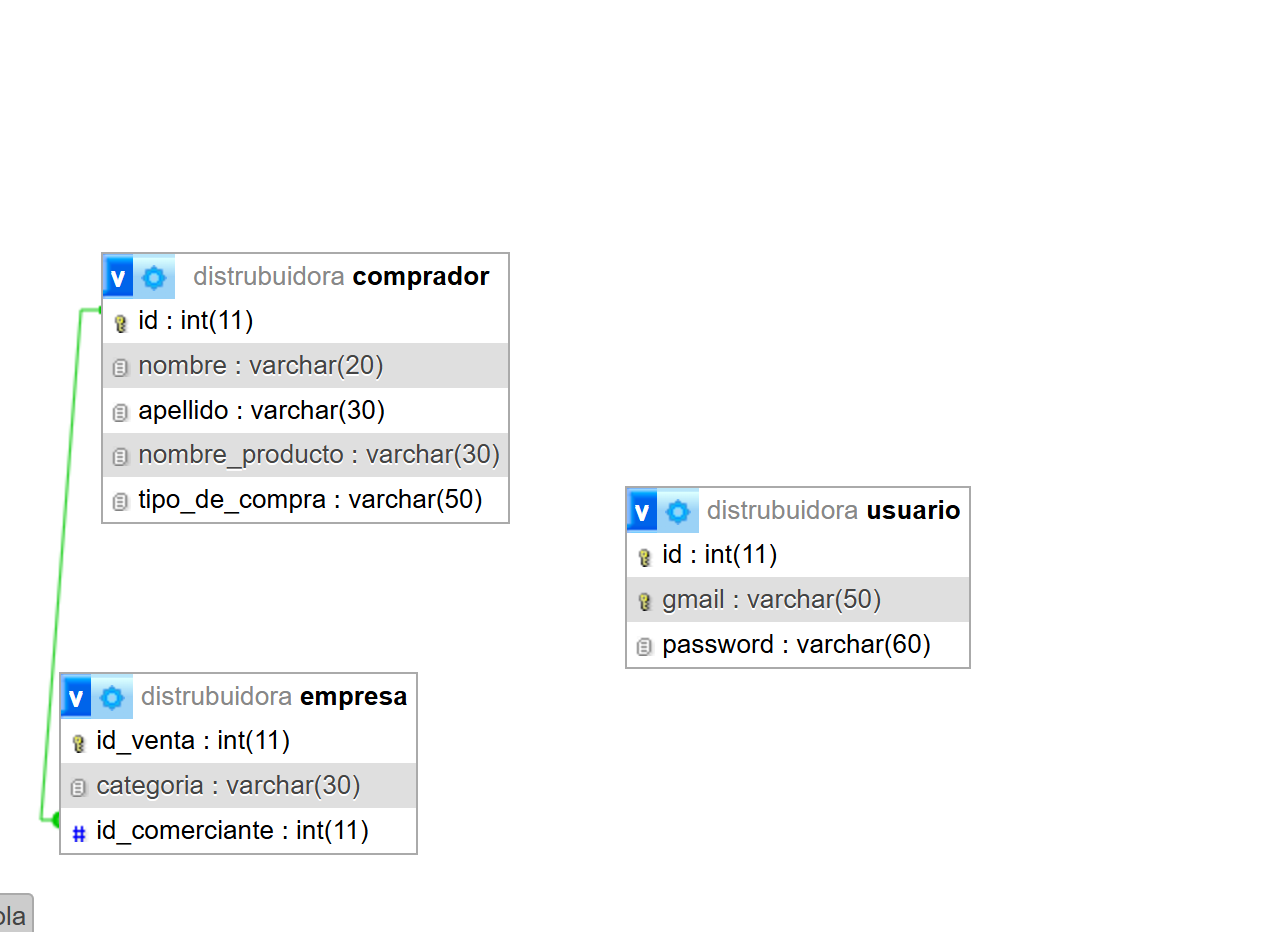 v distrubuidora comprador
id : int(11)
nombre : varchar(20)
apellido : varchar(30)
nombre_producto : varchar(30)
tipo_de_compra : varchar(50)
v distrubuidora usuario
id : int(11)
gmail : varchar(50)
password : varchar(60)
v distrubuidora empresa
id_venta : int(11)
categoria : varchar(30)
# id_comerciante : int(11)
ola